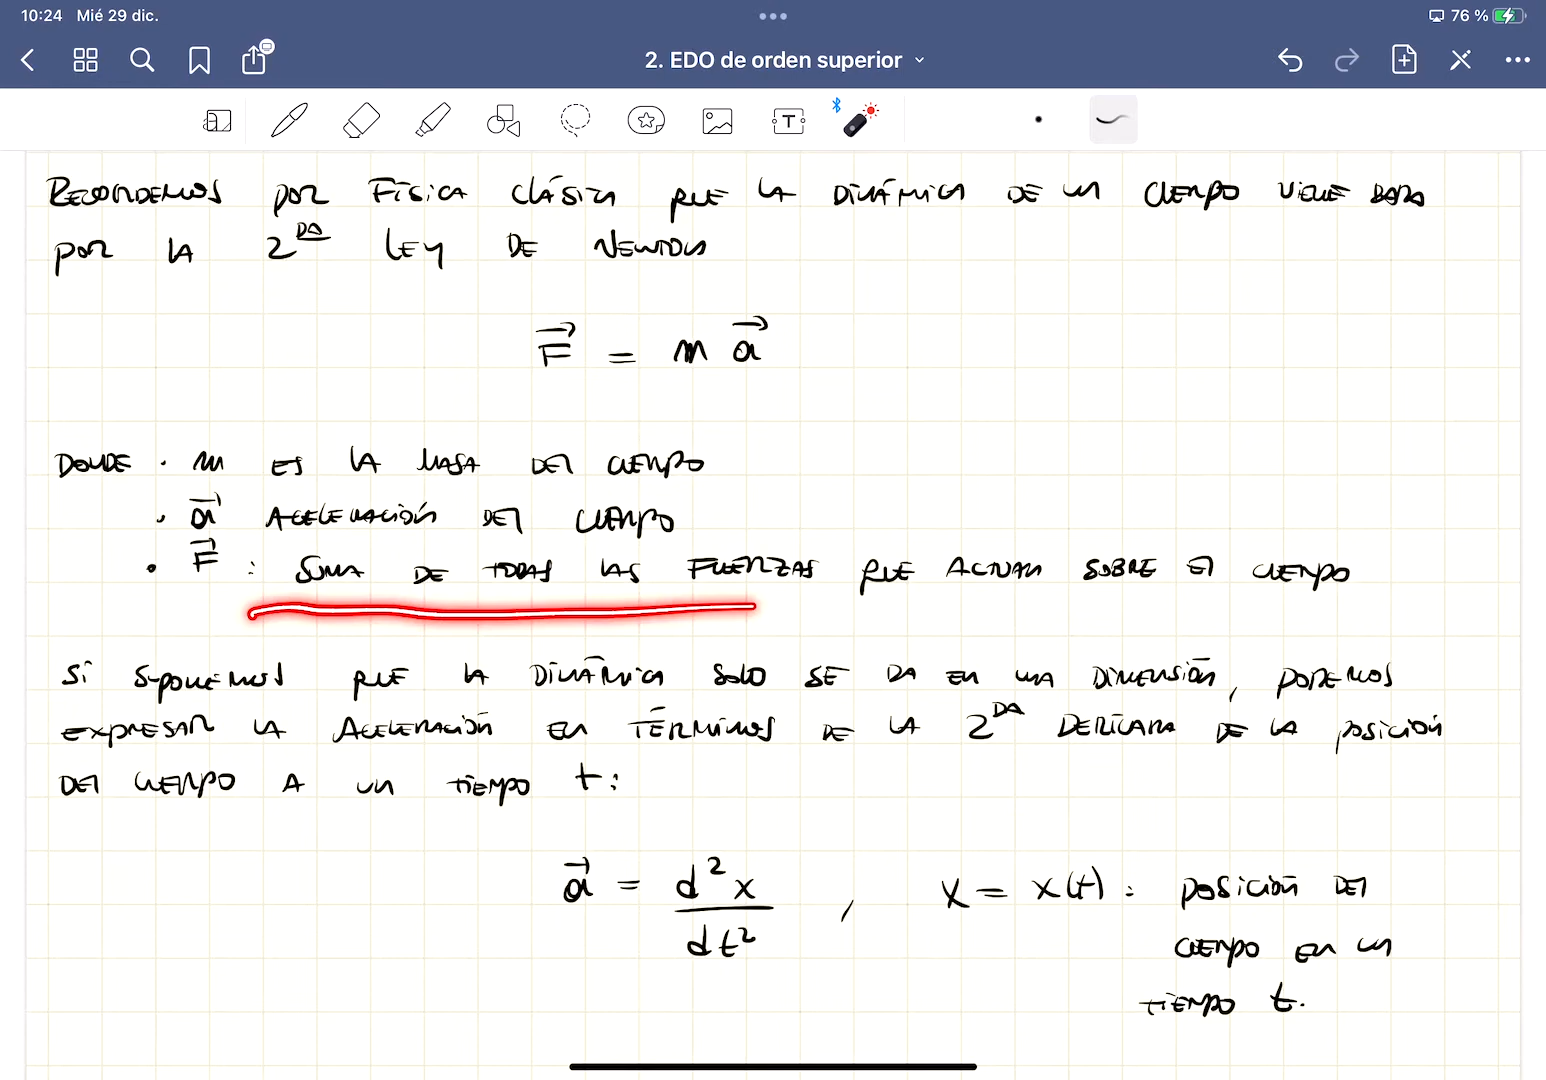 10:24 Mié 29 dic.
76 %
2. EDO de orden superior
T
RECORDEMOS POR FÍSICA CLÁSICA QUE LA DINÁMICA DE UN CUERPO VIENE DADA
POR LA 2DA LEY DE NEWTON
F⃗ = m a⃗
DONDE · m ES LA MASA DEL CUERPO
· a⃗ ACELERACIÓN DEL CUERPO
· F⃗ : SUMA DE TODAS LAS FUERZAS QUE ACTUAN SOBRE EL CUERPO
SI SUPONEMOS QUE LA DINÁMICA SOLO SE DA EN UNA DIMENSIÓN, PODEMOS
EXPRESAR LA ACELERACIÓN EN TÉRMINOS DE LA 2DA DERIVADA DE LA POSICIÓN
DEL CUERPO A UN TIEMPO t:
a⃗ = d²x/dt² , x = x(t) : POSICIÓN DEL
CUERPO EN UN
TIEMPO t.